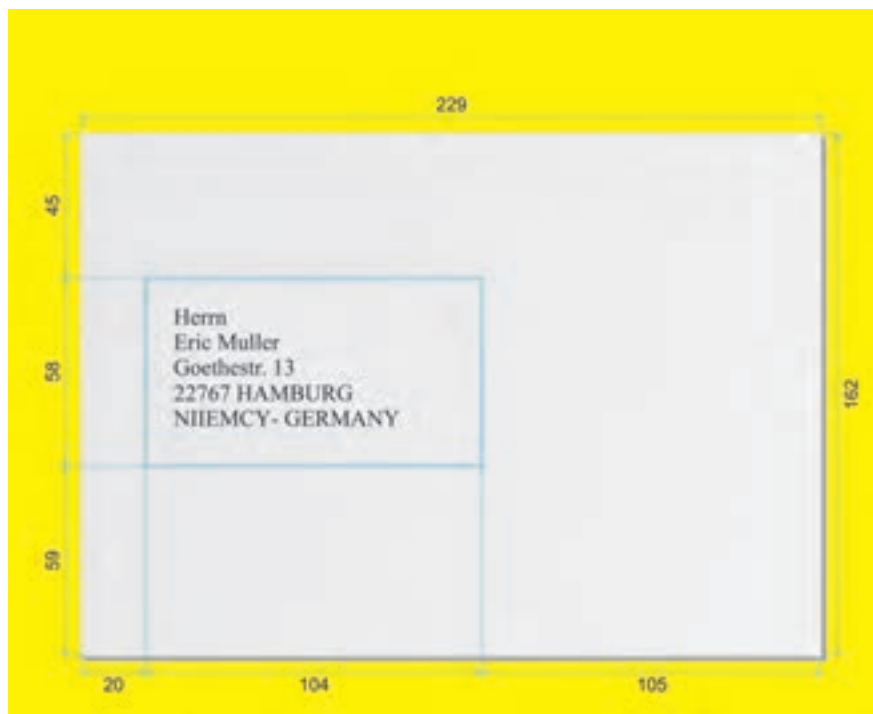 229
45
Herrn
Eric Muller
Goethestr. 13
22767 HAMBURG
NIIEMCY- GERMANY
58
162
59
20 104 105